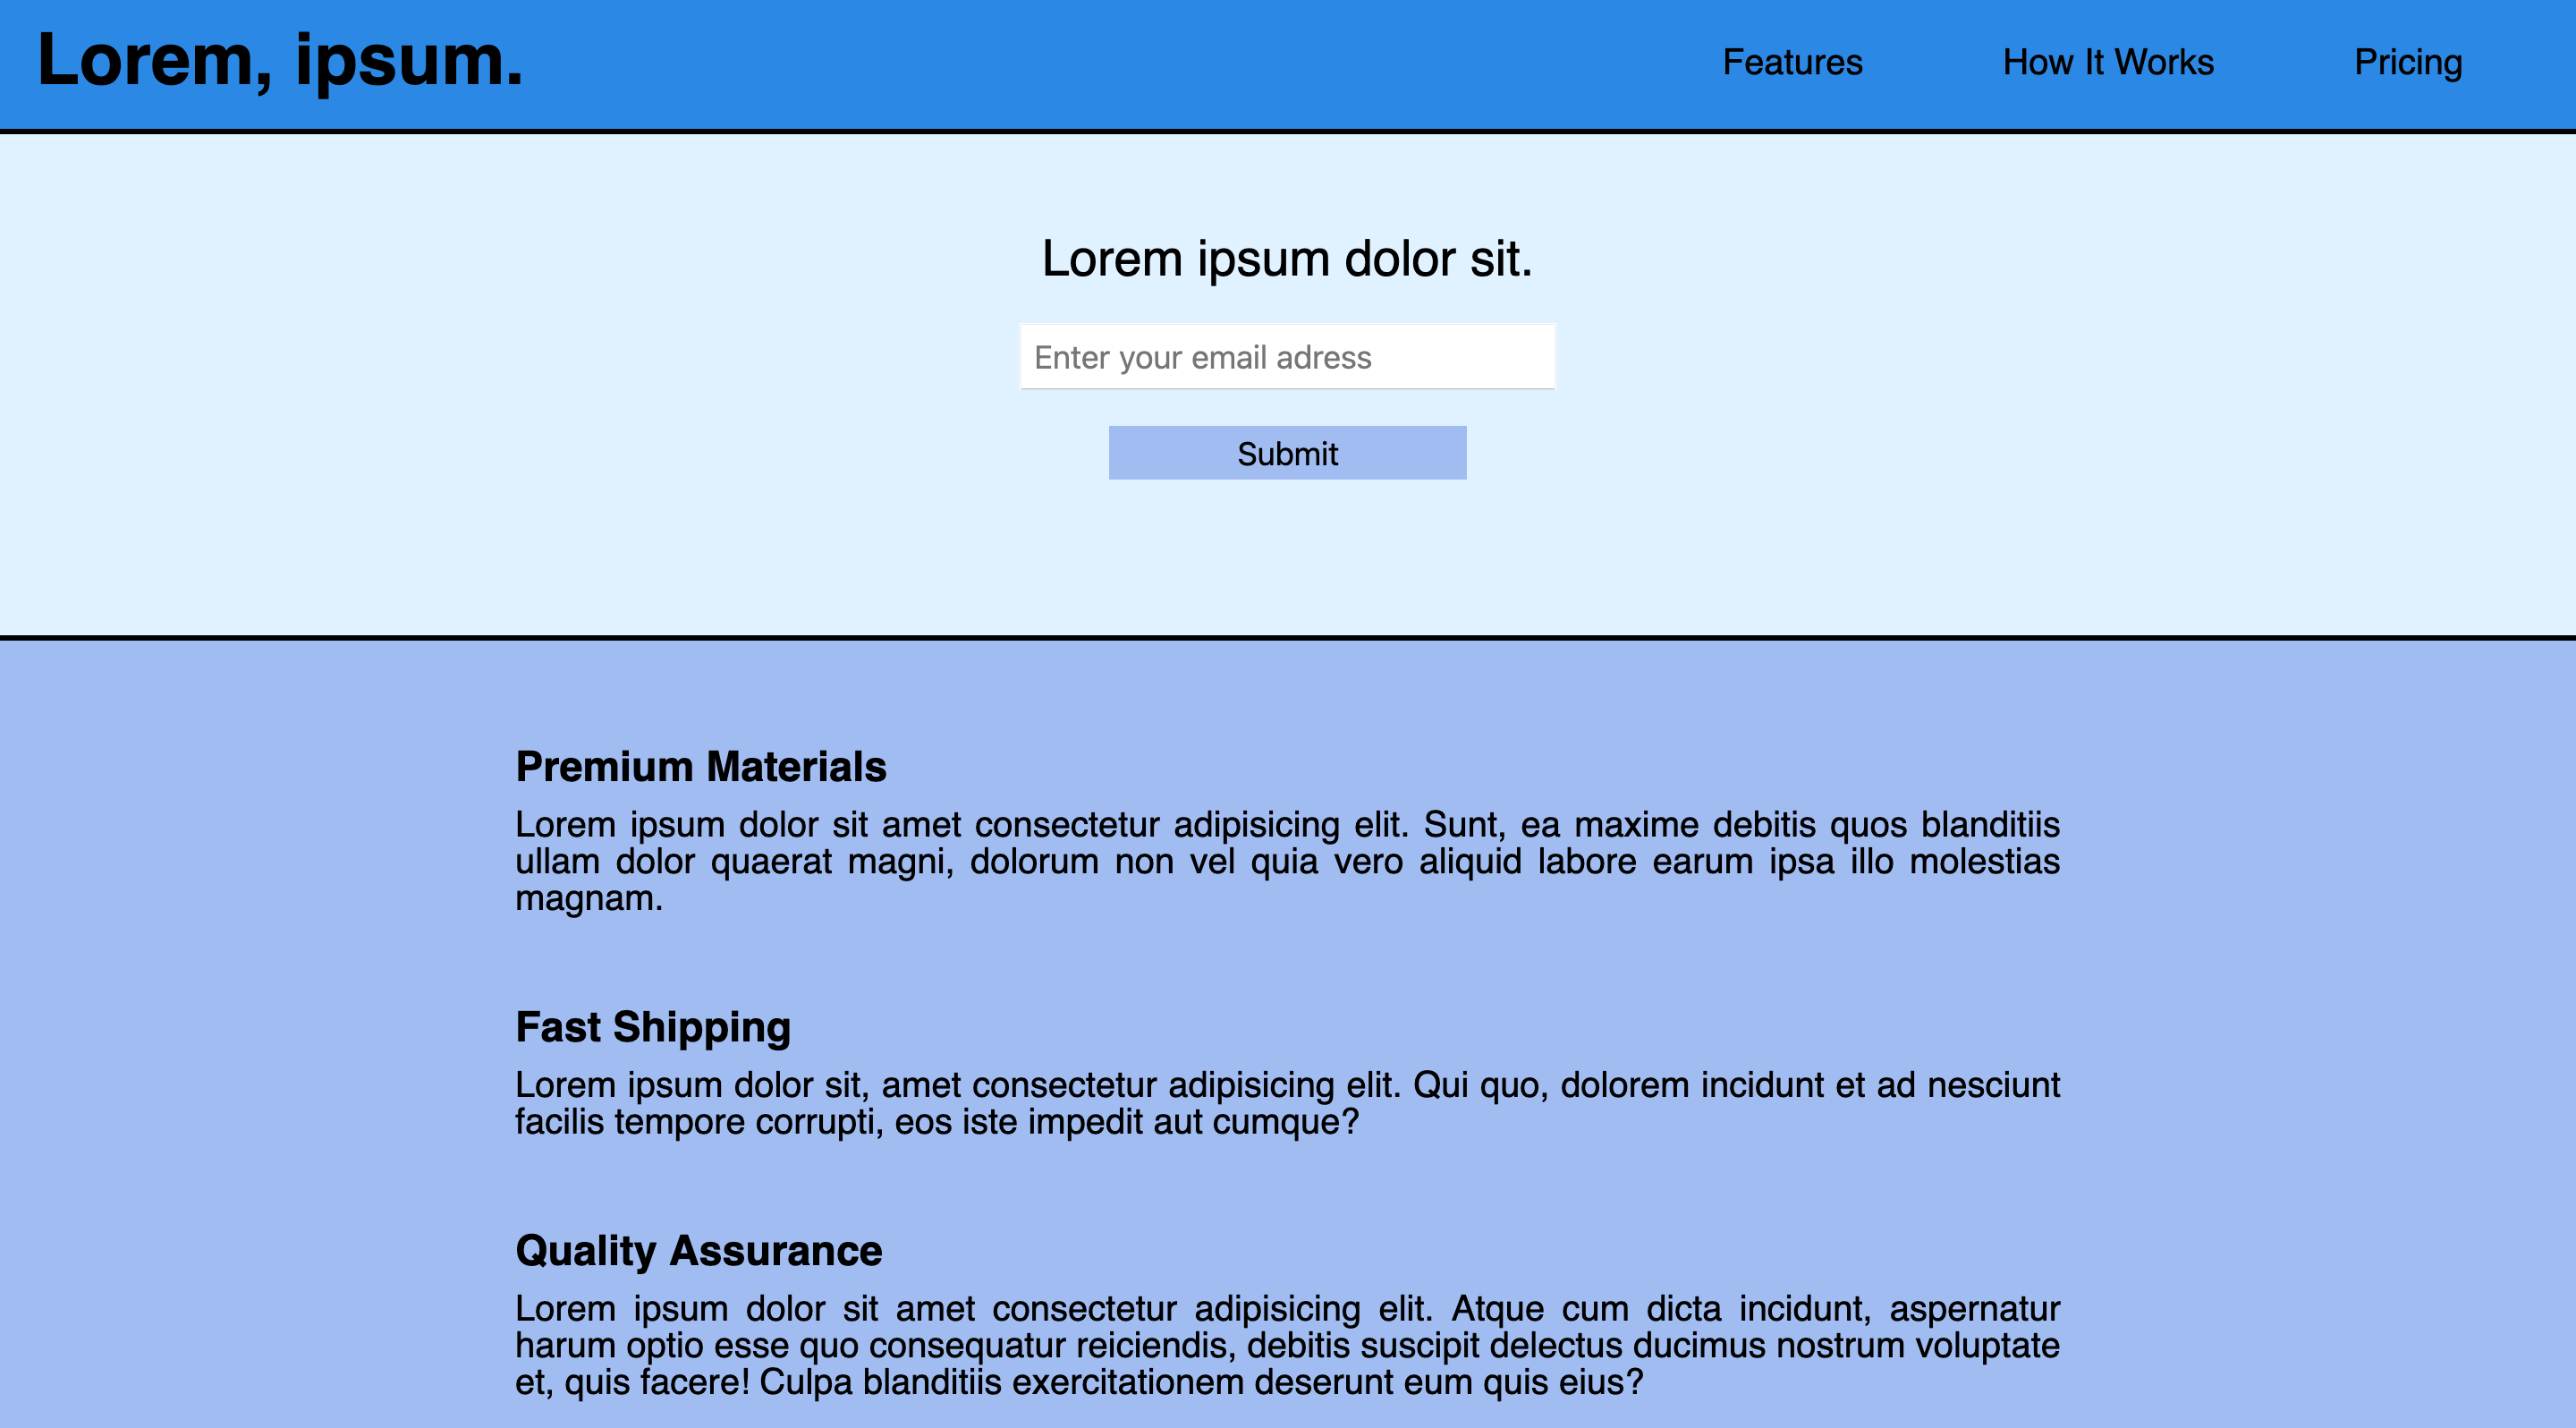 Lorem, ipsum.
Features
How It Works
Pricing
Lorem ipsum dolor sit.
Enter your email adress
Submit
Premium Materials
Lorem ipsum dolor sit amet consectetur adipisicing elit. Sunt, ea maxime debitis quos blanditiis
ullam dolor quaerat magni, dolorum non vel quia vero aliquid labore earum ipsa illo molestias
magnam.
Fast Shipping
Lorem ipsum dolor sit, amet consectetur adipisicing elit. Qui quo, dolorem incidunt et ad nesciunt
facilis tempore corrupti, eos iste impedit aut cumque?
Quality Assurance
Lorem ipsum dolor sit amet consectetur adipisicing elit. Atque cum dicta incidunt, aspernatur
harum optio esse quo consequatur reiciendis, debitis suscipit delectus ducimus nostrum voluptate
et, quis facere! Culpa blanditiis exercitationem deserunt eum quis eius?